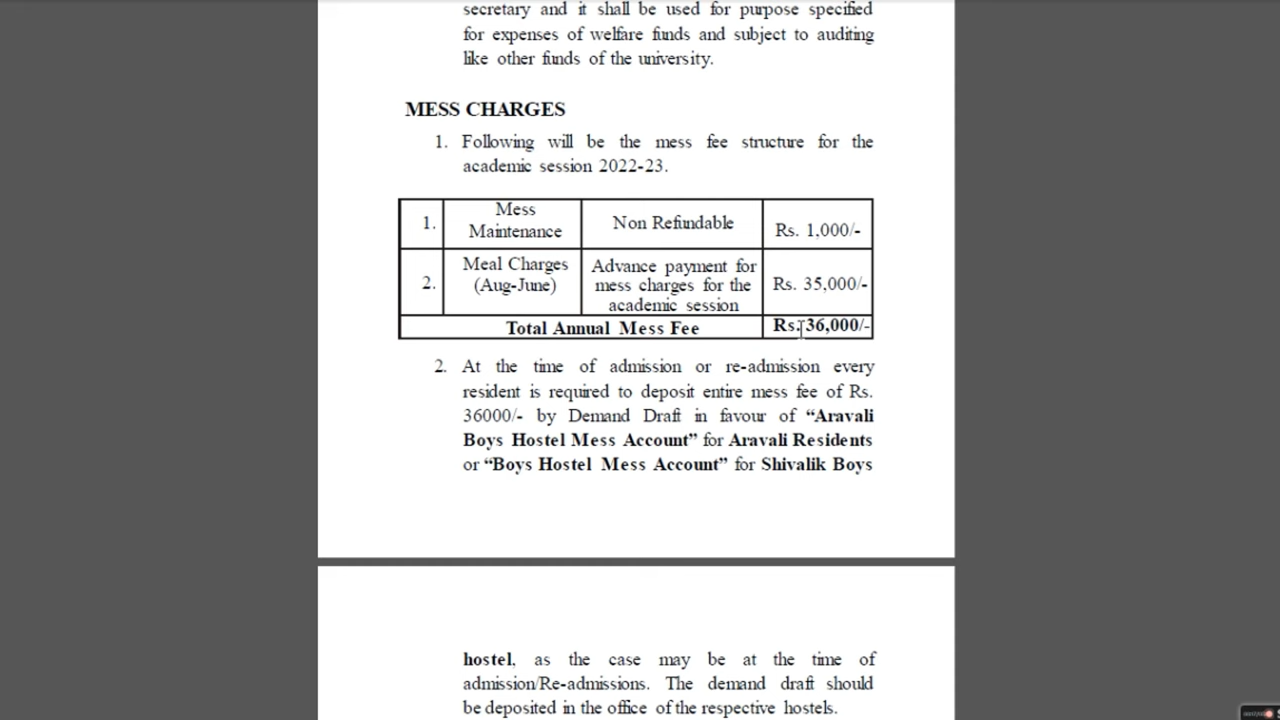 secretary and it shall be used for purpose specified
for expenses of welfare funds and subject to auditing
like other funds of the university.
MESS CHARGES
1. Following will be the mess fee structure for the
academic session 2022-23.
1. Mess Maintenance Non Refundable Rs. 1,000/-
2. Meal Charges (Aug-June) Advance payment for mess charges for the academic session Rs. 35,000/-
Total Annual Mess Fee Rs. 36,000/-
2. At the time of admission or re-admission every
resident is required to deposit entire mess fee of Rs.
36000/- by Demand Draft in favour of “Aravali
Boys Hostel Mess Account” for Aravali Residents
or “Boys Hostel Mess Account” for Shivalik Boys
hostel, as the case may be at the time of
admission/Re-admissions. The demand draft should
be deposited in the office of the respective hostels.